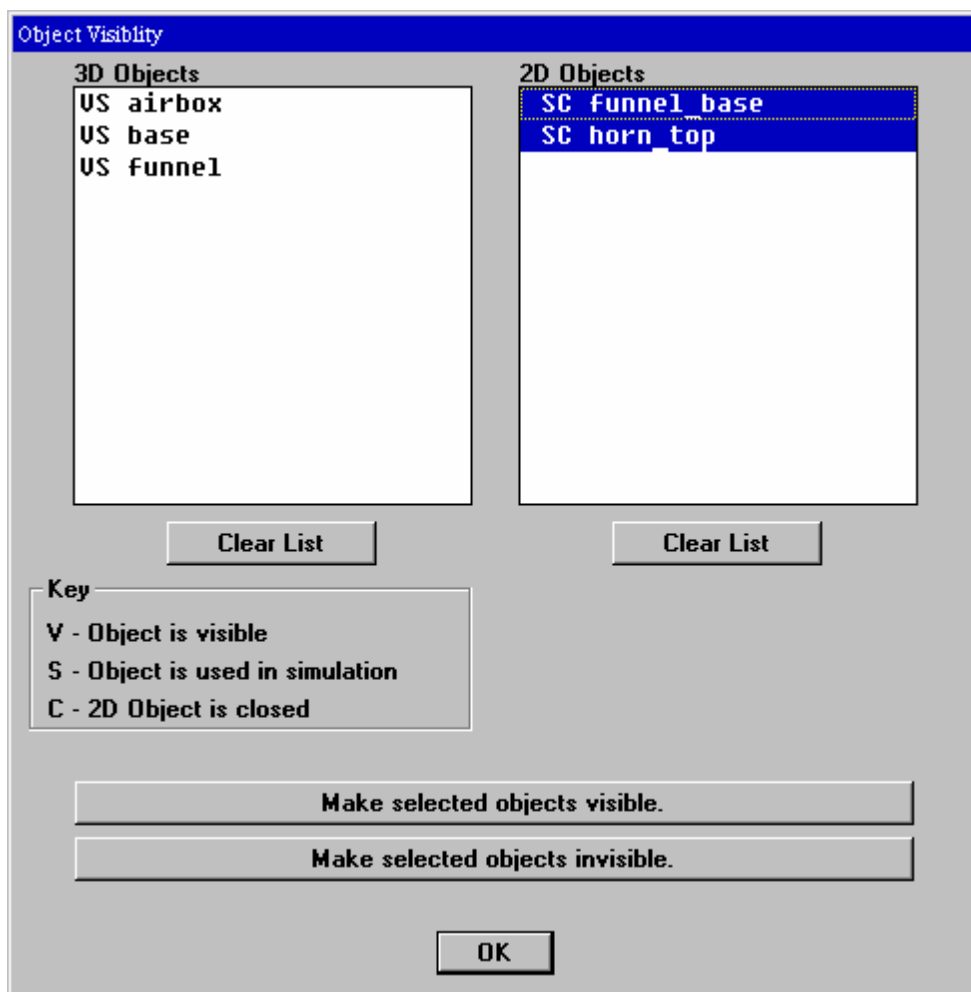 Object Visiblity
3D Objects
VS airbox
VS base
VS funnel
2D Objects
SC funnel_base
SC horn_top
Clear List
Clear List
Key
V - Object is visible
S - Object is used in simulation
C - 2D Object is closed
Make selected objects visible.
Make selected objects invisible.
OK